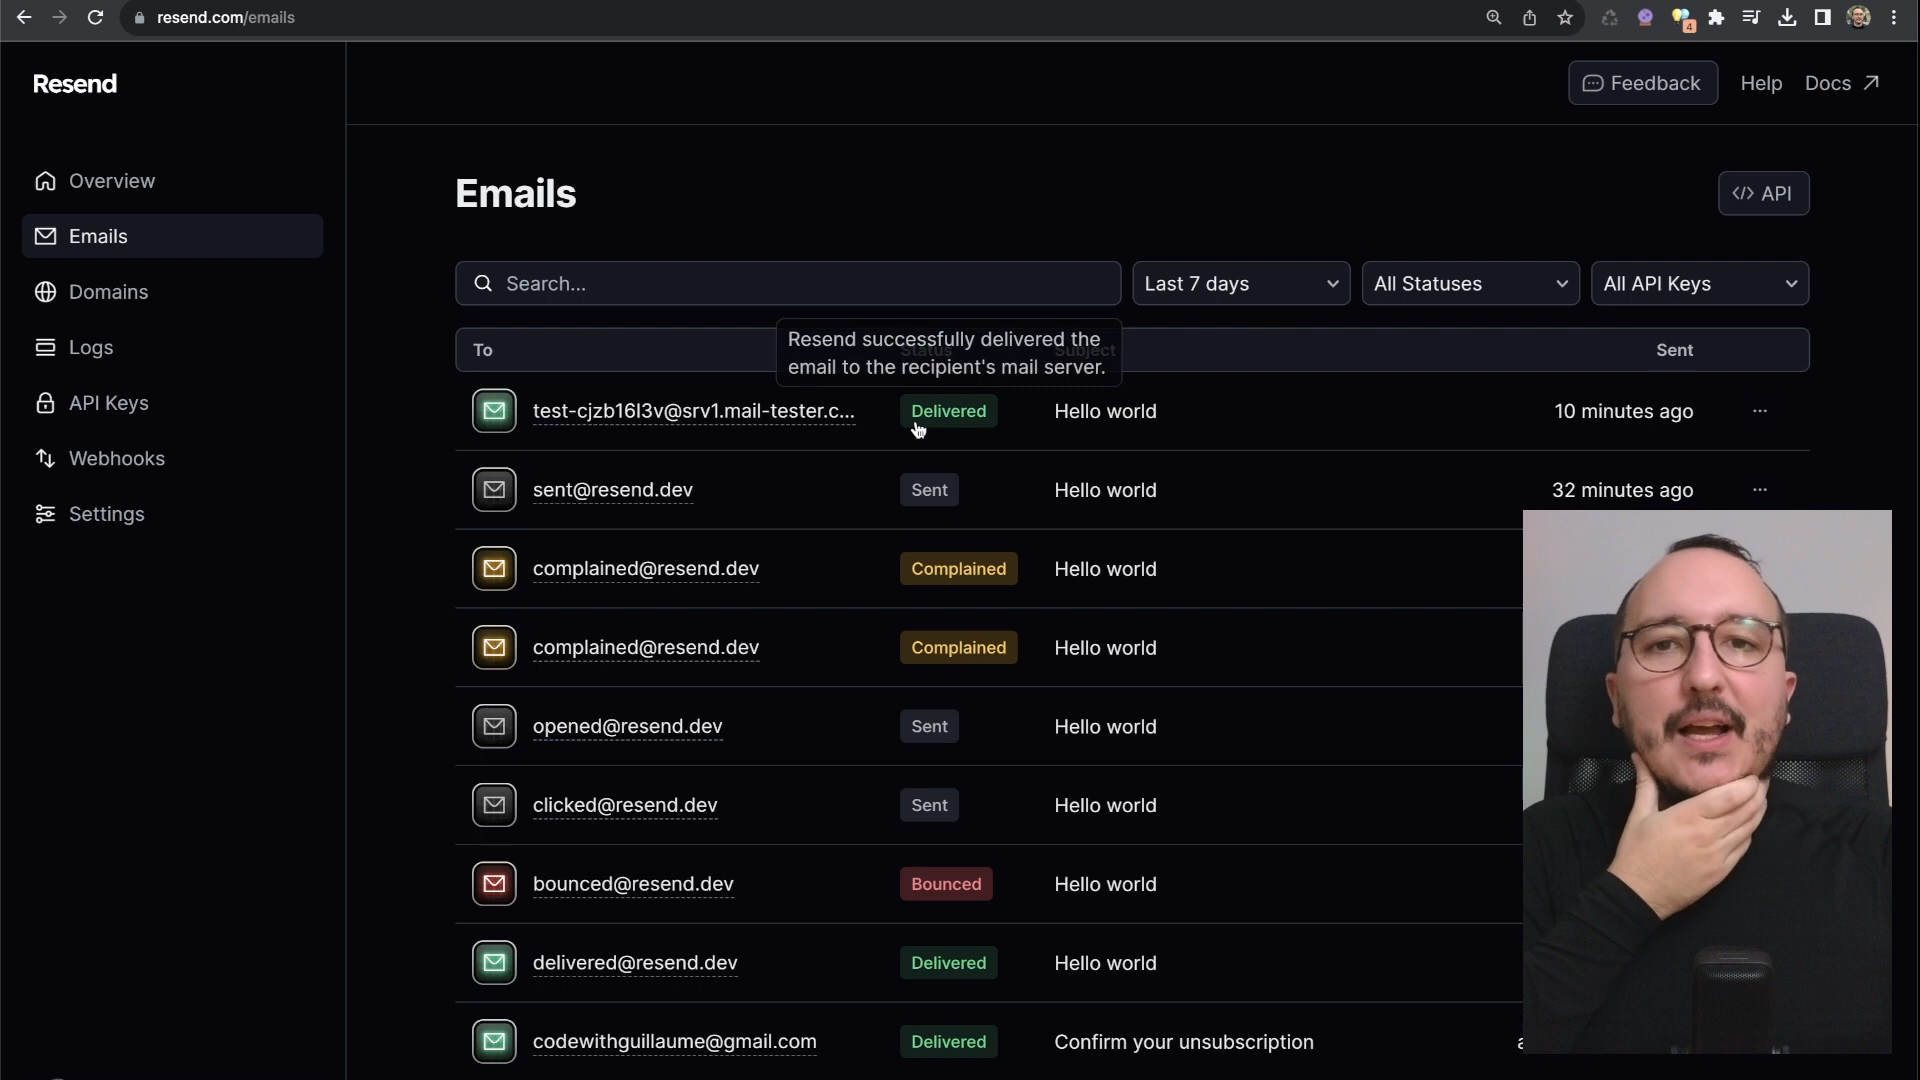 resend.com/emails
4
Resend
Feedback
Help
Docs
Overview
Emails
Domains
Logs
API Keys
Webhooks
Settings
Emails
</> API
Search...
Last 7 days
All Statuses
All API Keys
Resend successfully delivered the
email to the recipient's mail server.
To
Status
Subject
Sent
test-cjzb16l3v@srv1.mail-tester.c...
Delivered
Hello world
10 minutes ago
sent@resend.dev
Sent
Hello world
32 minutes ago
complained@resend.dev
Complained
Hello world
complained@resend.dev
Complained
Hello world
opened@resend.dev
Sent
Hello world
clicked@resend.dev
Sent
Hello world
bounced@resend.dev
Bounced
Hello world
delivered@resend.dev
Delivered
Hello world
codewithguillaume@gmail.com
Delivered
Confirm your unsubscription